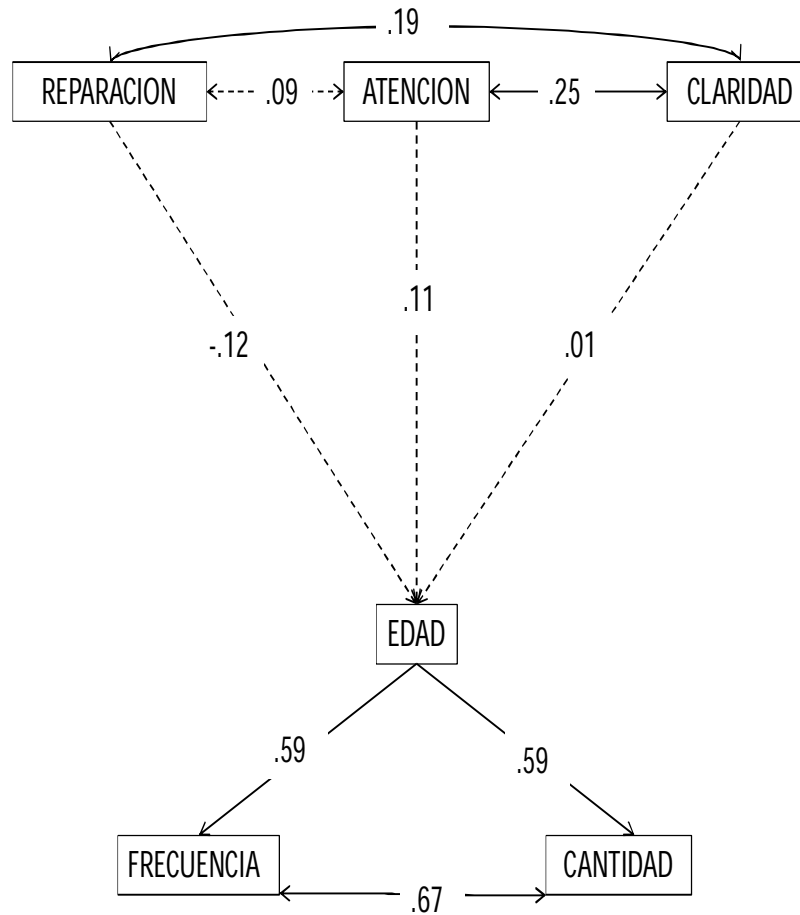 .19
REPARACION
.09
ATENCION
.25
CLARIDAD
.11
-.12
.01
EDAD
.59
.59
FRECUENCIA
CANTIDAD
.67